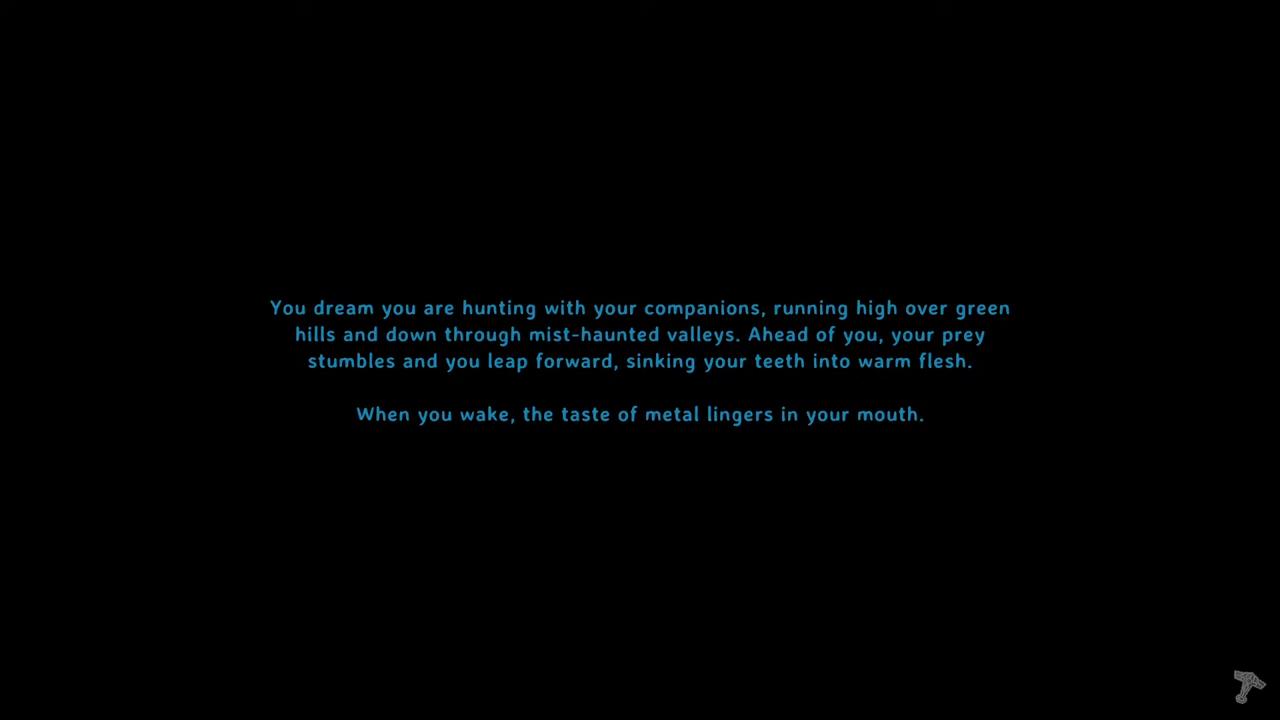 You dream you are hunting with your companions, running high over green
hills and down through mist-haunted valleys. Ahead of you, your prey
stumbles and you leap forward, sinking your teeth into warm flesh.
When you wake, the taste of metal lingers in your mouth.